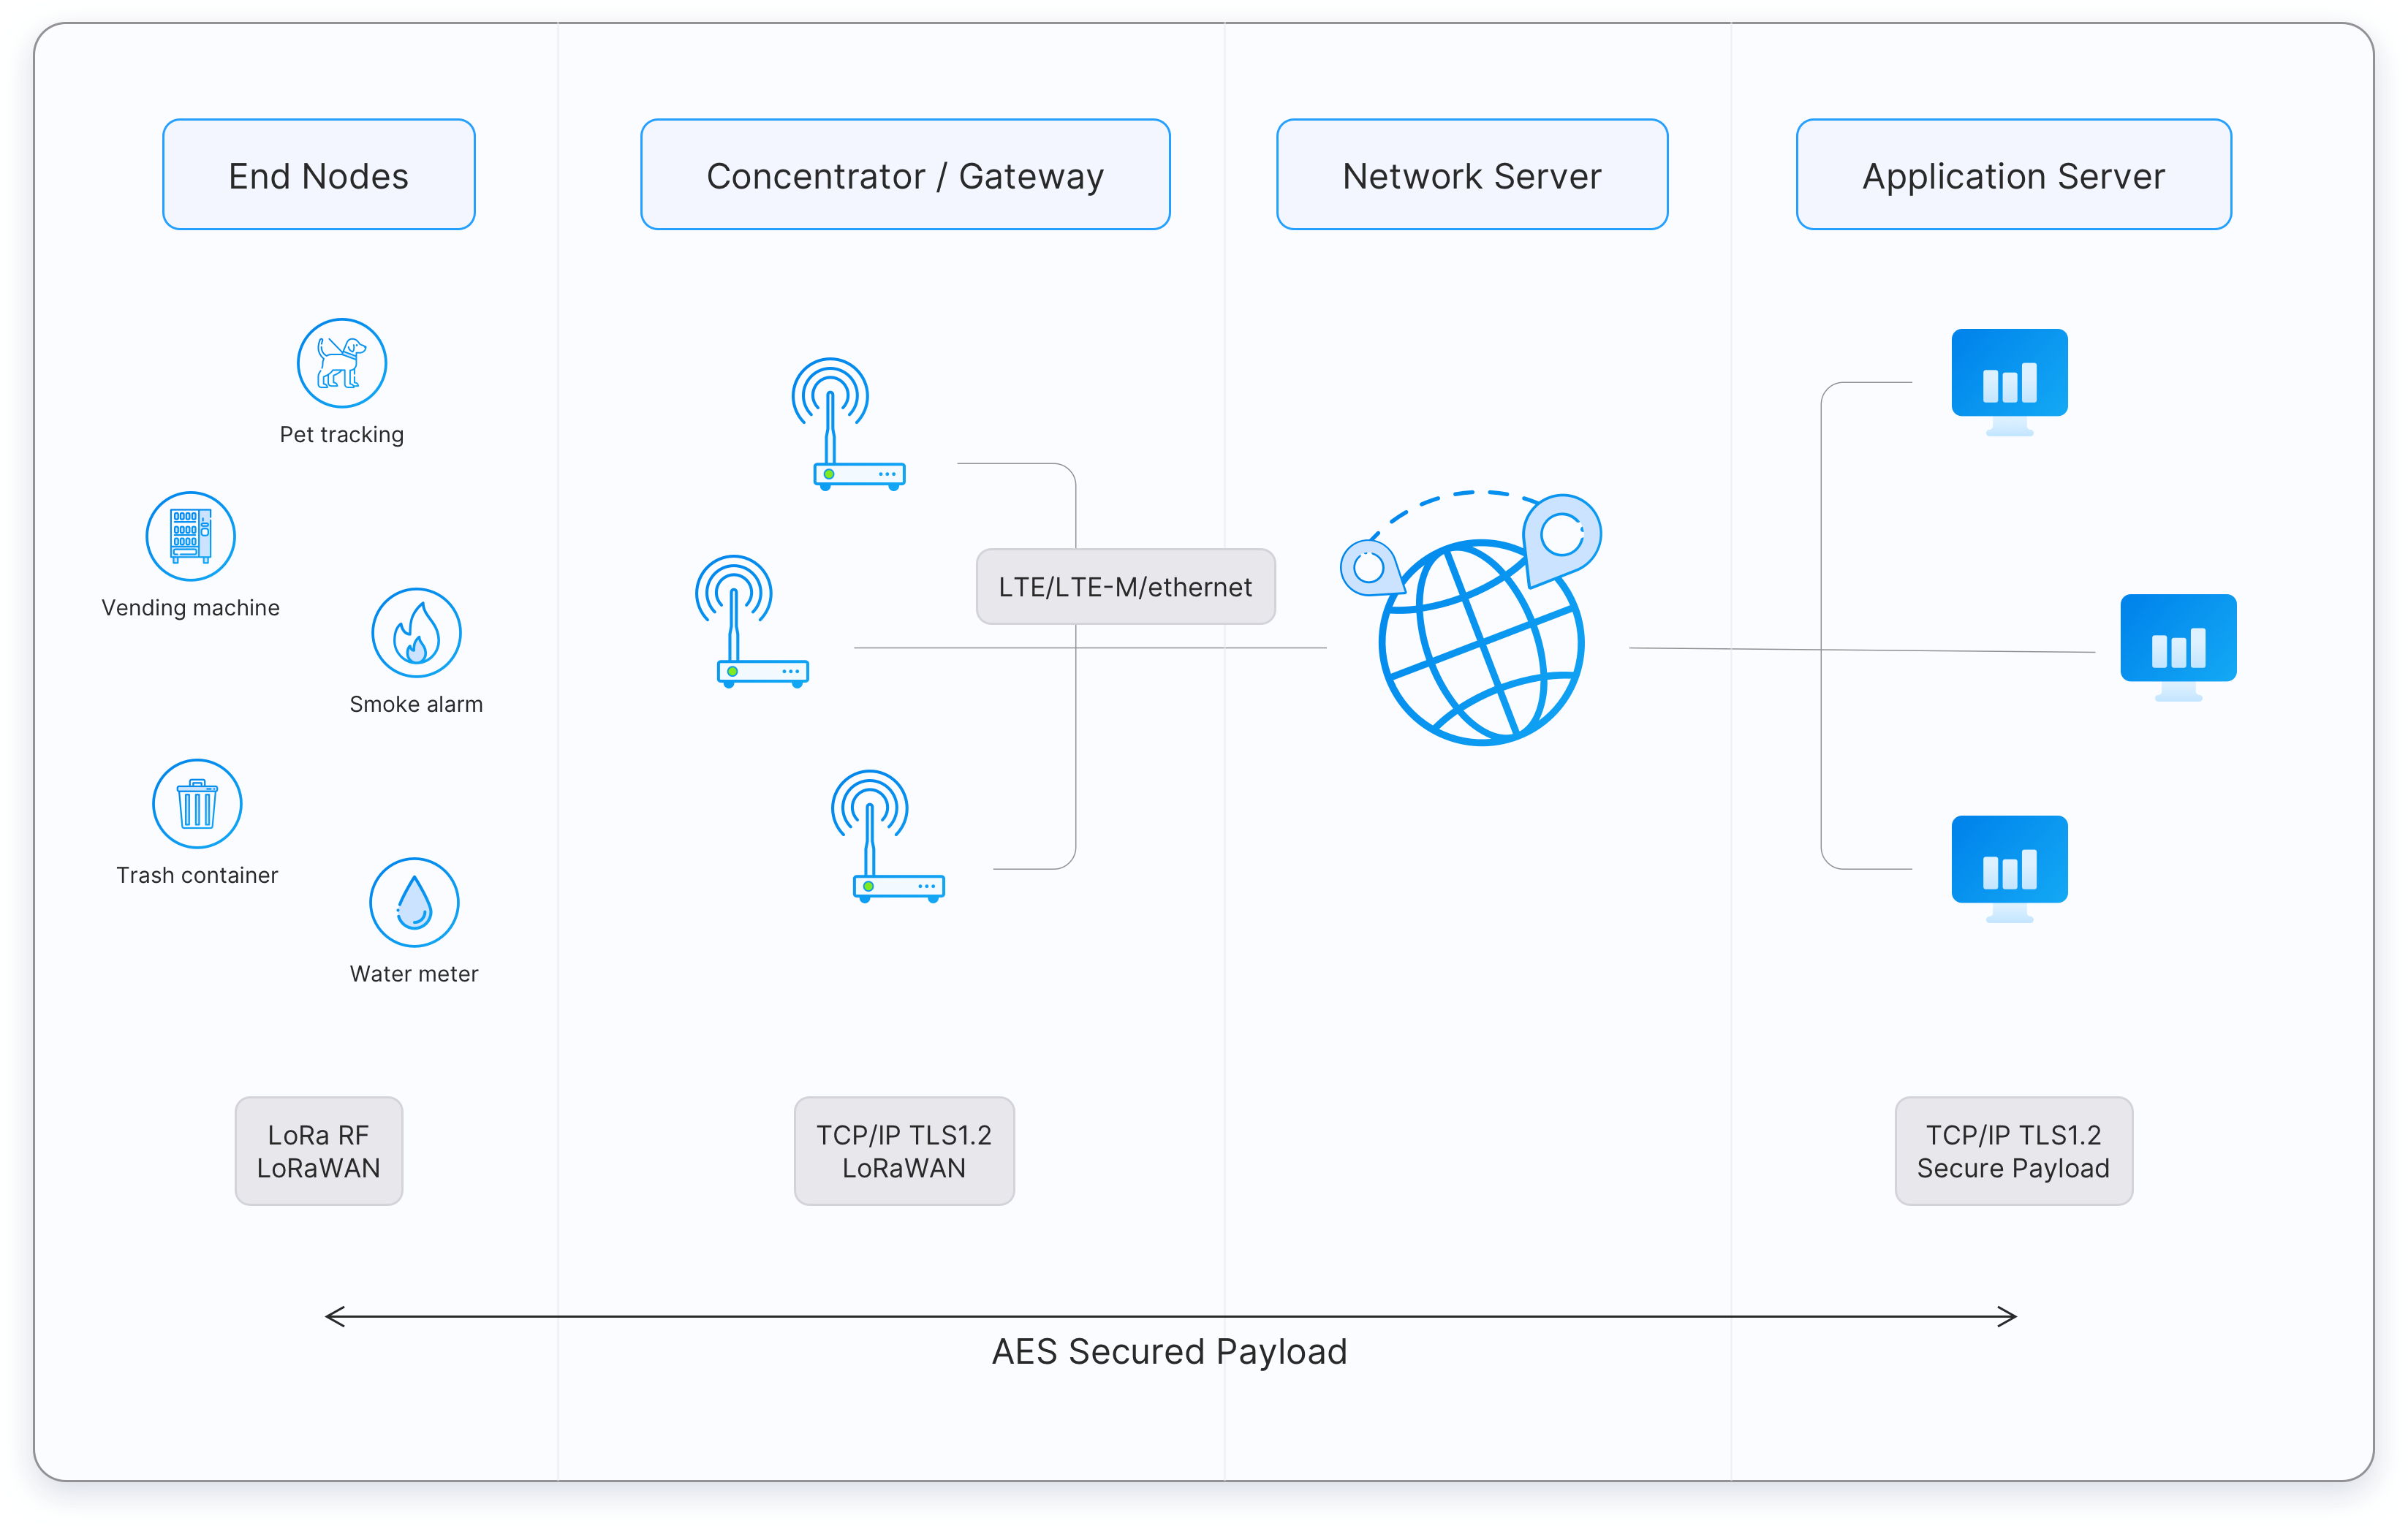 End Nodes
Concentrator / Gateway
Network Server
Application Server
Pet tracking
Vending machine
Smoke alarm
Trash container
Water meter
LTE/LTE-M/ethernet
LoRa RF
LoRaWAN
TCP/IP TLS1.2
LoRaWAN
TCP/IP TLS1.2
Secure Payload
AES Secured Payload